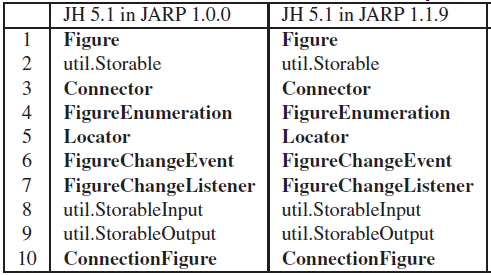 JH 5.1 in JARP 1.0.0 JH 5.1 in JARP 1.1.9
1 Figure Figure
2 util.Storable util.Storable
3 Connector Connector
4 FigureEnumeration FigureEnumeration
5 Locator Locator
6 FigureChangeEvent FigureChangeEvent
7 FigureChangeListener FigureChangeListener
8 util.StorableInput util.StorableInput
9 util.StorableOutput util.StorableOutput
10 ConnectionFigure ConnectionFigure